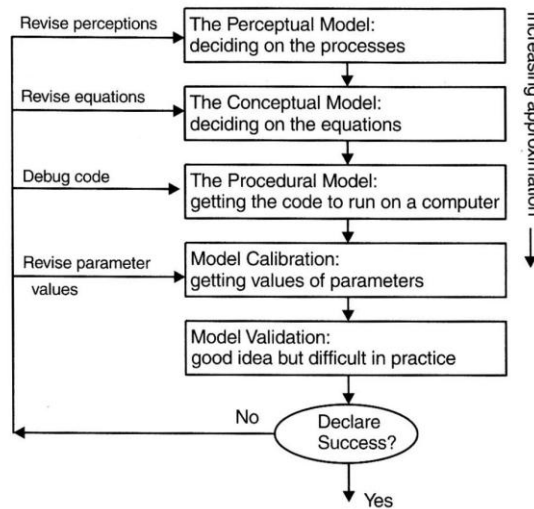 Revise perceptions
The Perceptual Model:
deciding on the processes
Revise equations
The Conceptual Model:
deciding on the equations
Debug code
The Procedural Model:
getting the code to run on a computer
Revise parameter
values
Model Calibration:
getting values of parameters
Model Validation:
good idea but difficult in practice
No
Declare
Success?
Yes
Increasing approximation